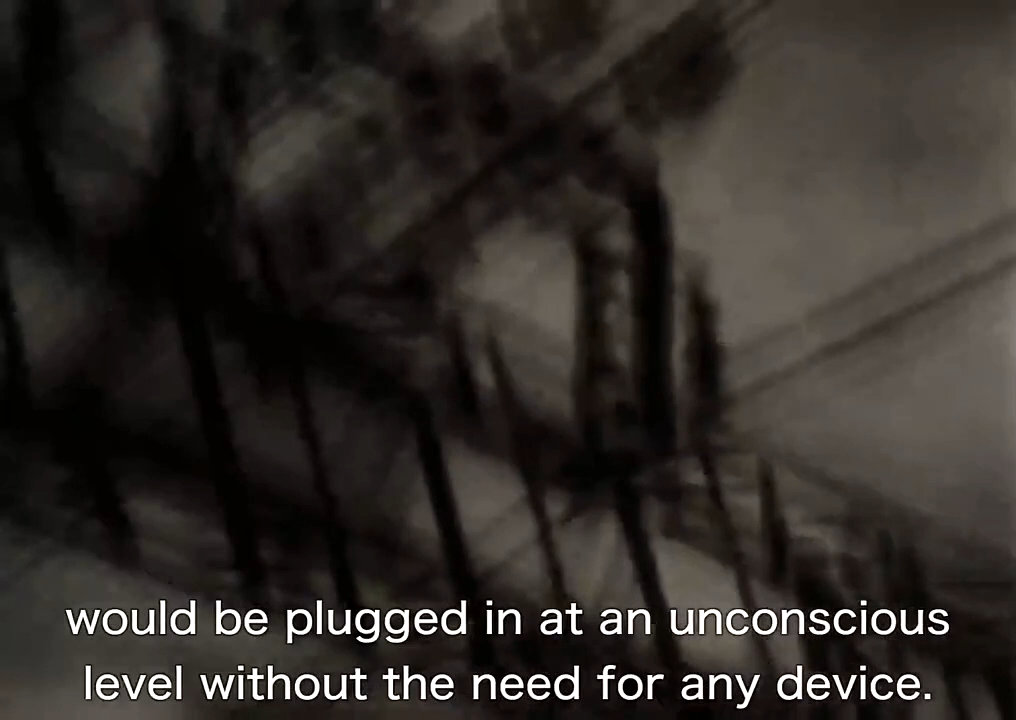 would be plugged in at an unconscious
level without the need for any device.